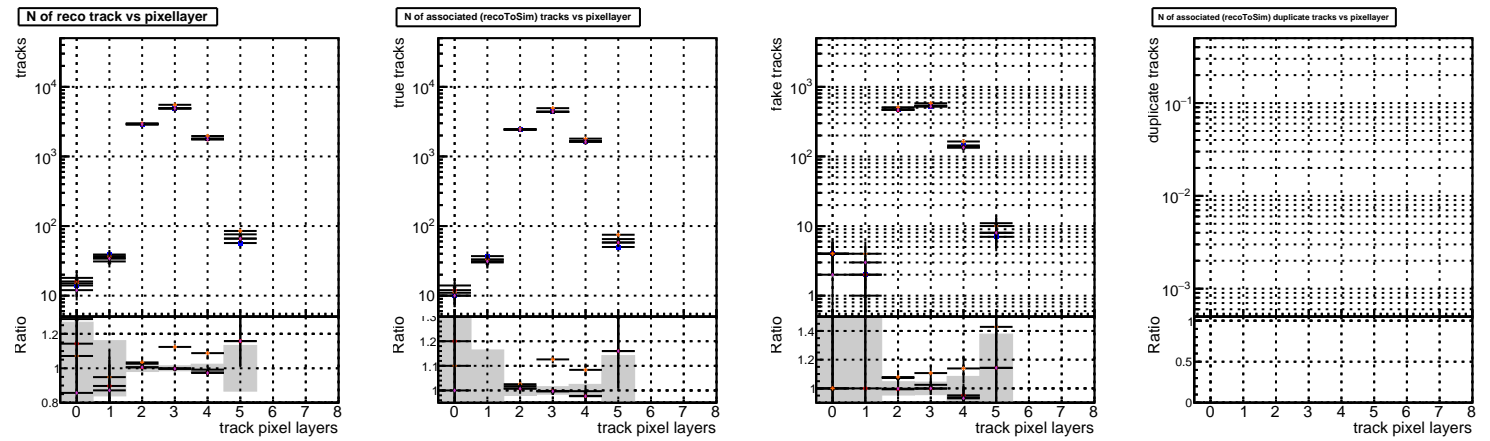 N of reco track vs pixellayer
tracks
10⁴
10³
10²
10
Ratio
1.2
1
0.8
0 1 2 3 4 5 6 7 8
track pixel layers
N of associated (recoToSim) tracks vs pixellayer
true tracks
10⁴
10³
10²
10
Ratio
1.3
1.2
1.1
1
0 1 2 3 4 5 6 7 8
track pixel layers
fake tracks
10³
10²
10
1
Ratio
1.4
1.2
1
0 1 2 3 4 5 6 7 8
track pixel layers
N of associated (recoToSim) duplicate tracks vs pixellayer
duplicate tracks
10⁻¹
10⁻²
10⁻³
Ratio
1
0.5
0
0 1 2 3 4 5 6 7 8
track pixel layers